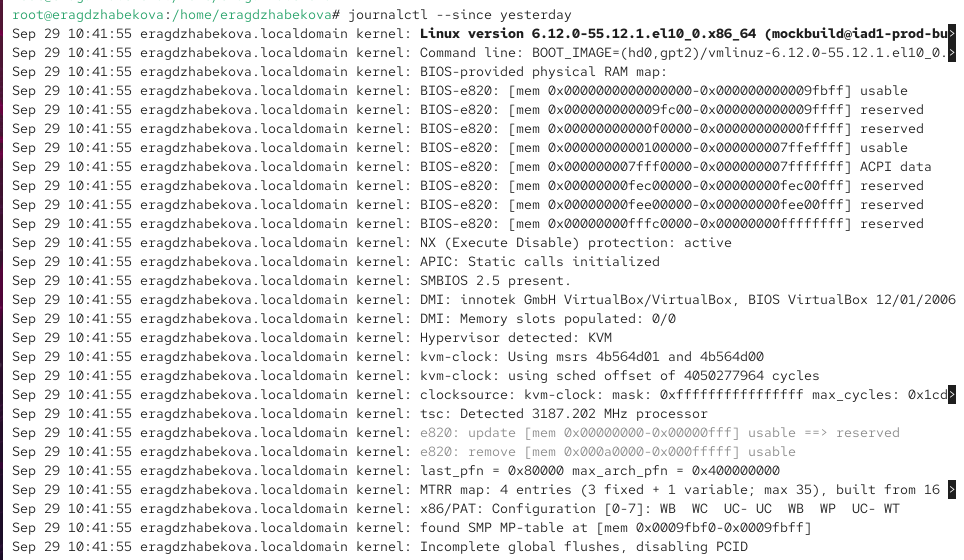 root@eragdzhabekova:/home/eragdzhabekova# journalctl --since yesterday
Sep 29 10:41:55 eragdzhabekova.localdomain kernel: Linux version 6.12.0-55.12.1.el10_0.x86_64 (mockbuild@iad1-prod-bu>
Sep 29 10:41:55 eragdzhabekova.localdomain kernel: Command line: BOOT_IMAGE=(hd0,gpt2)/vmlinuz-6.12.0-55.12.1.el10_0.>
Sep 29 10:41:55 eragdzhabekova.localdomain kernel: BIOS-provided physical RAM map:
Sep 29 10:41:55 eragdzhabekova.localdomain kernel: BIOS-e820: [mem 0x0000000000000000-0x000000000009fbff] usable
Sep 29 10:41:55 eragdzhabekova.localdomain kernel: BIOS-e820: [mem 0x000000000009fc00-0x000000000009ffff] reserved
Sep 29 10:41:55 eragdzhabekova.localdomain kernel: BIOS-e820: [mem 0x00000000000f0000-0x00000000000fffff] reserved
Sep 29 10:41:55 eragdzhabekova.localdomain kernel: BIOS-e820: [mem 0x0000000000100000-0x000000007ffeffff] usable
Sep 29 10:41:55 eragdzhabekova.localdomain kernel: BIOS-e820: [mem 0x000000007fff0000-0x000000007fffffff] ACPI data
Sep 29 10:41:55 eragdzhabekova.localdomain kernel: BIOS-e820: [mem 0x00000000fec00000-0x00000000fec00fff] reserved
Sep 29 10:41:55 eragdzhabekova.localdomain kernel: BIOS-e820: [mem 0x00000000fee00000-0x00000000fee00fff] reserved
Sep 29 10:41:55 eragdzhabekova.localdomain kernel: BIOS-e820: [mem 0x00000000fffc0000-0x00000000ffffffff] reserved
Sep 29 10:41:55 eragdzhabekova.localdomain kernel: NX (Execute Disable) protection: active
Sep 29 10:41:55 eragdzhabekova.localdomain kernel: APIC: Static calls initialized
Sep 29 10:41:55 eragdzhabekova.localdomain kernel: SMBIOS 2.5 present.
Sep 29 10:41:55 eragdzhabekova.localdomain kernel: DMI: innotek GmbH VirtualBox/VirtualBox, BIOS VirtualBox 12/01/2006
Sep 29 10:41:55 eragdzhabekova.localdomain kernel: DMI: Memory slots populated: 0/0
Sep 29 10:41:55 eragdzhabekova.localdomain kernel: Hypervisor detected: KVM
Sep 29 10:41:55 eragdzhabekova.localdomain kernel: kvm-clock: Using msrs 4b564d01 and 4b564d00
Sep 29 10:41:55 eragdzhabekova.localdomain kernel: kvm-clock: using sched offset of 4050277964 cycles
Sep 29 10:41:55 eragdzhabekova.localdomain kernel: clocksource: kvm-clock: mask: 0xffffffffffffffff max_cycles: 0x1cd>
Sep 29 10:41:55 eragdzhabekova.localdomain kernel: tsc: Detected 3187.202 MHz processor
Sep 29 10:41:55 eragdzhabekova.localdomain kernel: e820: update [mem 0x00000000-0x00000fff] usable ==> reserved
Sep 29 10:41:55 eragdzhabekova.localdomain kernel: e820: remove [mem 0x000a0000-0x000fffff] usable
Sep 29 10:41:55 eragdzhabekova.localdomain kernel: last_pfn = 0x80000 max_arch_pfn = 0x400000000
Sep 29 10:41:55 eragdzhabekova.localdomain kernel: MTRR map: 4 entries (3 fixed + 1 variable; max 35), built from 16 >
Sep 29 10:41:55 eragdzhabekova.localdomain kernel: x86/PAT: Configuration [0-7]: WB  WC  UC- UC  WB  WP  UC- WT
Sep 29 10:41:55 eragdzhabekova.localdomain kernel: found SMP MP-table at [mem 0x0009fbf0-0x0009fbff]
Sep 29 10:41:55 eragdzhabekova.localdomain kernel: Incomplete global flushes, disabling PCID